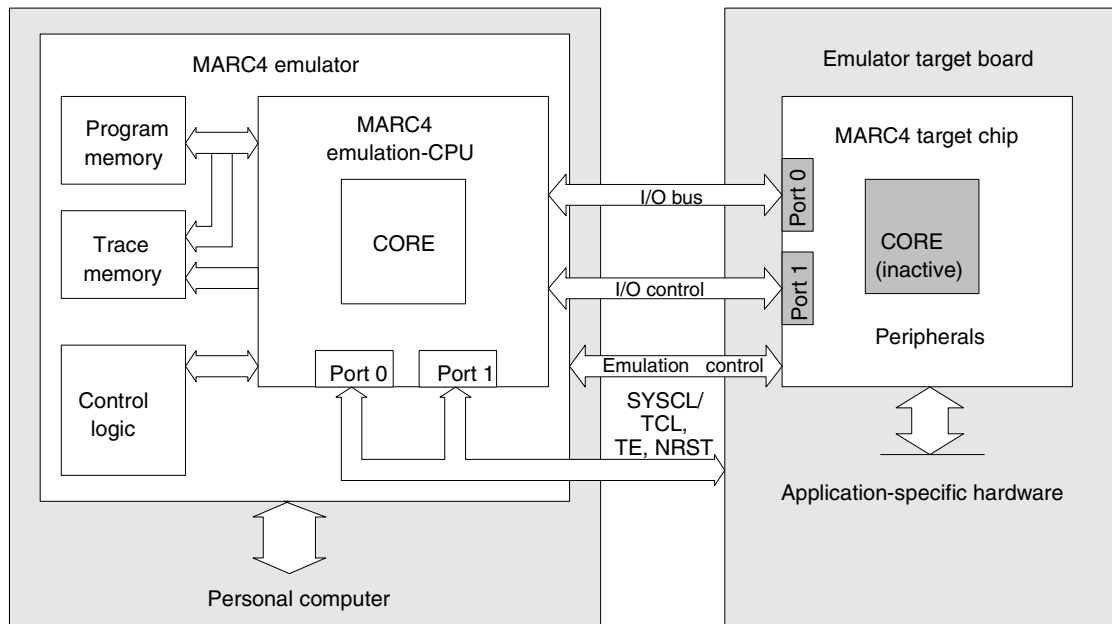 MARC4 emulator
Program
memory
Trace
memory
Control
logic
MARC4
emulation-CPU
CORE
Port 0
Port 1
Personal computer
I/O bus
I/O control
Emulation control
SYSCL/
TCL,
TE, NRST
Emulator target board
MARC4 target chip
Port 0
Port 1
CORE
(inactive)
Peripherals
Application-specific hardware